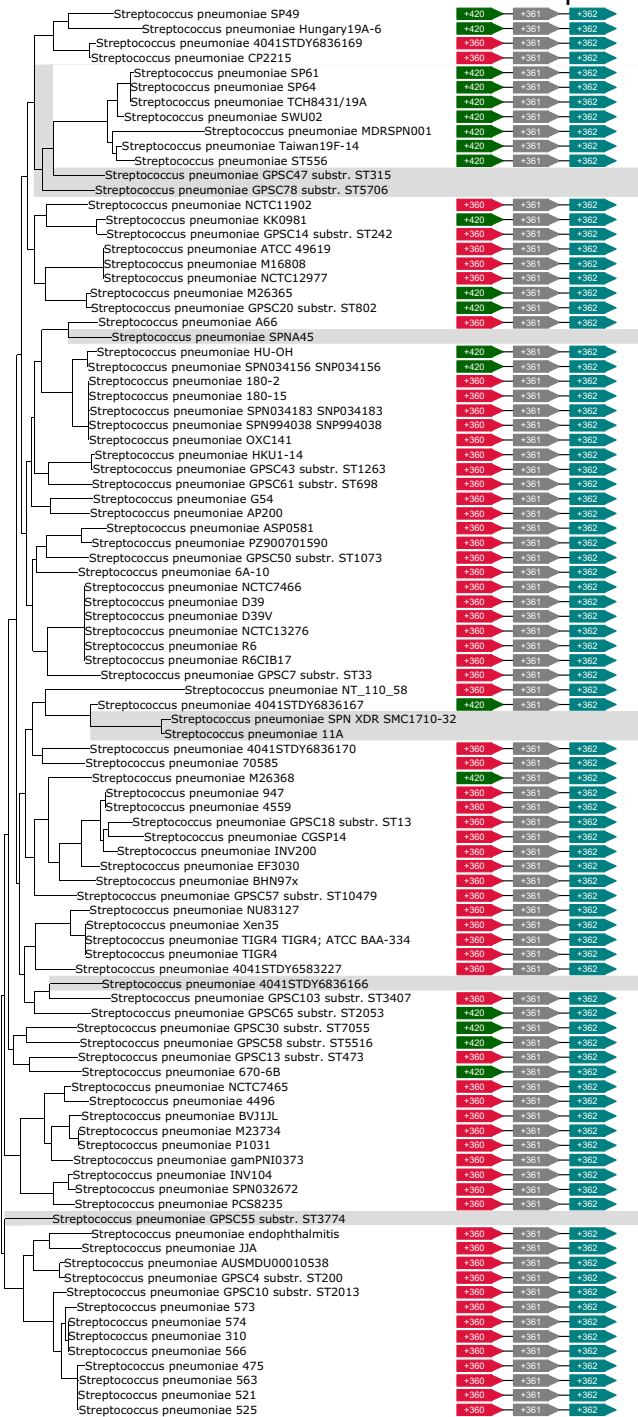 Streptococcus pneumoniae SP49 +420 +361 +362
Streptococcus pneumoniae Hungary19A-6 +420 +361 +362
Streptococcus pneumoniae 4041STDY6836169 +360 +361 +362
Streptococcus pneumoniae CP2215 +360 +361 +362
Streptococcus pneumoniae SP61 +420 +361 +362
Streptococcus pneumoniae SP64 +420 +361 +362
Streptococcus pneumoniae TCH8431/19A +420 +361 +362
Streptococcus pneumoniae SWU02 +420 +361 +362
Streptococcus pneumoniae MDRSPN001 +420 +361 +362
Streptococcus pneumoniae Taiwan19F-14 +420 +361 +362
Streptococcus pneumoniae ST556 +420 +361 +362
Streptococcus pneumoniae GPSC47 substr. ST315
Streptococcus pneumoniae GPSC78 substr. ST5706
Streptococcus pneumoniae NCTC11902 +360 +361 +362
Streptococcus pneumoniae KK0981 +420 +361 +362
Streptococcus pneumoniae GPSC14 substr. ST242 +360 +361 +362
Streptococcus pneumoniae ATCC 49619 +360 +361 +362
Streptococcus pneumoniae M16808 +360 +361 +362
Streptococcus pneumoniae NCTC12977 +360 +361 +362
Streptococcus pneumoniae M26365 +420 +361 +362
Streptococcus pneumoniae GPSC20 substr. ST802 +420 +361 +362
Streptococcus pneumoniae A66 +360 +361 +362
Streptococcus pneumoniae SPNA45
Streptococcus pneumoniae HU-OH +420 +361 +362
Streptococcus pneumoniae SPN034156 SNP034156 +420 +361 +362
Streptococcus pneumoniae 180-2 +360 +361 +362
Streptococcus pneumoniae 180-15 +360 +361 +362
Streptococcus pneumoniae SPN034183 SNP034183 +360 +361 +362
Streptococcus pneumoniae SPN994038 SNP994038 +360 +361 +362
Streptococcus pneumoniae OXC141 +360 +361 +362
Streptococcus pneumoniae HKU1-14 +360 +361 +362
Streptococcus pneumoniae GPSC43 substr. ST1263 +360 +361 +362
Streptococcus pneumoniae GPSC61 substr. ST698 +360 +361 +362
Streptococcus pneumoniae G54 +360 +361 +362
Streptococcus pneumoniae AP200 +360 +361 +362
Streptococcus pneumoniae ASP0581 +360 +361 +362
Streptococcus pneumoniae PZ900701590 +360 +361 +362
Streptococcus pneumoniae GPSC50 substr. ST1073 +360 +361 +362
Streptococcus pneumoniae 6A-10 +360 +361 +362
Streptococcus pneumoniae NCTC7466 +360 +361 +362
Streptococcus pneumoniae D39 +360 +361 +362
Streptococcus pneumoniae D39V +360 +361 +362
Streptococcus pneumoniae NCTC13276 +360 +361 +362
Streptococcus pneumoniae R6 +360 +361 +362
Streptococcus pneumoniae R6CIB17 +360 +361 +362
Streptococcus pneumoniae GPSC7 substr. ST33 +360 +361 +362
Streptococcus pneumoniae NT_110_58 +360 +361 +362
Streptococcus pneumoniae 4041STDY6836167 +420 +361 +362
Streptococcus pneumoniae SPN XDR SMC1710-32
Streptococcus pneumoniae 11A
Streptococcus pneumoniae 4041STDY6836170 +360 +361 +362
Streptococcus pneumoniae 70585 +360 +361 +362
Streptococcus pneumoniae M26368 +420 +361 +362
Streptococcus pneumoniae 947 +360 +361 +362
Streptococcus pneumoniae 4559 +360 +361 +362
Streptococcus pneumoniae GPSC18 substr. ST13 +360 +361 +362
Streptococcus pneumoniae CGSP14 +360 +361 +362
Streptococcus pneumoniae INV200 +360 +361 +362
Streptococcus pneumoniae EF3030 +360 +361 +362
Streptococcus pneumoniae BHN97x +360 +361 +362
Streptococcus pneumoniae GPSC57 substr. ST10479 +360 +361 +362
Streptococcus pneumoniae NU83127 +360 +361 +362
Streptococcus pneumoniae Xen35 +360 +361 +362
Streptococcus pneumoniae TIGR4 TIGR4; ATCC BAA-334 +360 +361 +362
Streptococcus pneumoniae TIGR4 +360 +361 +362
Streptococcus pneumoniae 4041STDY6583227 +360 +361 +362
Streptococcus pneumoniae 4041STDY6836166
Streptococcus pneumoniae GPSC103 substr. ST3407 +360 +361 +362
Streptococcus pneumoniae GPSC65 substr. ST2053 +420 +361 +362
Streptococcus pneumoniae GPSC30 substr. ST7055 +420 +361 +362
Streptococcus pneumoniae GPSC58 substr. ST5516 +420 +361 +362
Streptococcus pneumoniae GPSC13 substr. ST473 +360 +361 +362
Streptococcus pneumoniae 670-6B +420 +361 +362
Streptococcus pneumoniae NCTC7465 +360 +361 +362
Streptococcus pneumoniae 4496 +360 +361 +362
Streptococcus pneumoniae BVJ1JL +360 +361 +362
Streptococcus pneumoniae M23734 +360 +361 +362
Streptococcus pneumoniae P1031 +360 +361 +362
Streptococcus pneumoniae gamPNI0373 +360 +361 +362
Streptococcus pneumoniae INV104 +360 +361 +362
Streptococcus pneumoniae SPN032672 +360 +361 +362
Streptococcus pneumoniae PCS8235 +360 +361 +362
Streptococcus pneumoniae GPSC55 substr. ST3774
Streptococcus pneumoniae endophthalmitis +360 +361 +362
Streptococcus pneumoniae JJA +360 +361 +362
Streptococcus pneumoniae AUSMDU00010538 +360 +361 +362
Streptococcus pneumoniae GPSC4 substr. ST200 +360 +361 +362
Streptococcus pneumoniae GPSC10 substr. ST2013 +360 +361 +362
Streptococcus pneumoniae 573 +360 +361 +362
Streptococcus pneumoniae 574 +360 +361 +362
Streptococcus pneumoniae 310 +360 +361 +362
Streptococcus pneumoniae 566 +360 +361 +362
Streptococcus pneumoniae 475 +360 +361 +362
Streptococcus pneumoniae 563 +360 +361 +362
Streptococcus pneumoniae 521 +360 +361 +362
Streptococcus pneumoniae 525 +360 +361 +362